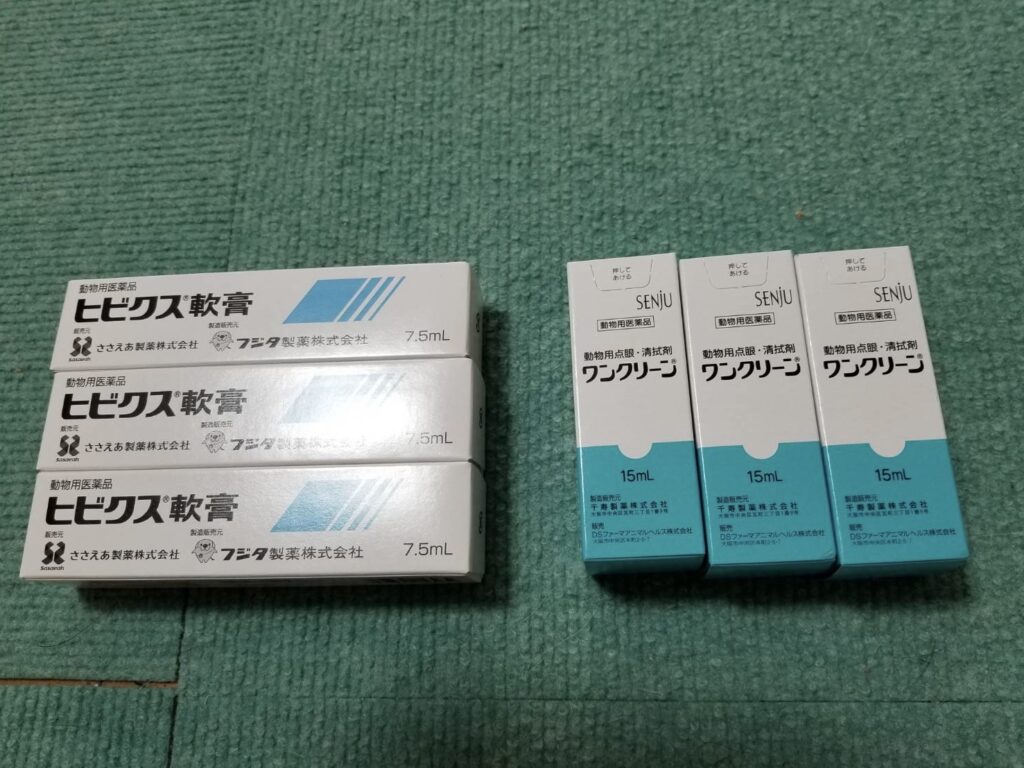 動物用医薬品
ヒビクス®軟膏
販売元
製造販売元
Sasaeah
ささえあ製薬株式会社
フジタ製薬株式会社
7.5mL
動物用医薬品
ヒビクス®軟膏
販売元
製造販売元
Sasaeah
ささえあ製薬株式会社
フジタ製薬株式会社
7.5mL
動物用医薬品
ヒビクス®軟膏
販売元
製造販売元
Sasaeah
ささえあ製薬株式会社
フジタ製薬株式会社
7.5mL
押して
あける
SENJU
動物用医薬品
動物用点眼・清拭剤
ワンクリーン®
15mL
製造販売元
千寿製薬株式会社
販売
DSファーマアニマルヘルス株式会社
押して
あける
SENJU
動物用医薬品
動物用点眼・清拭剤
ワンクリーン®
15mL
製造販売元
千寿製薬株式会社
販売
DSファーマアニマルヘルス株式会社
押して
あける
SENJU
動物用医薬品
動物用点眼・清拭剤
ワンクリーン®
15mL
製造販売元
千寿製薬株式会社
販売
DSファーマアニマルヘルス株式会社